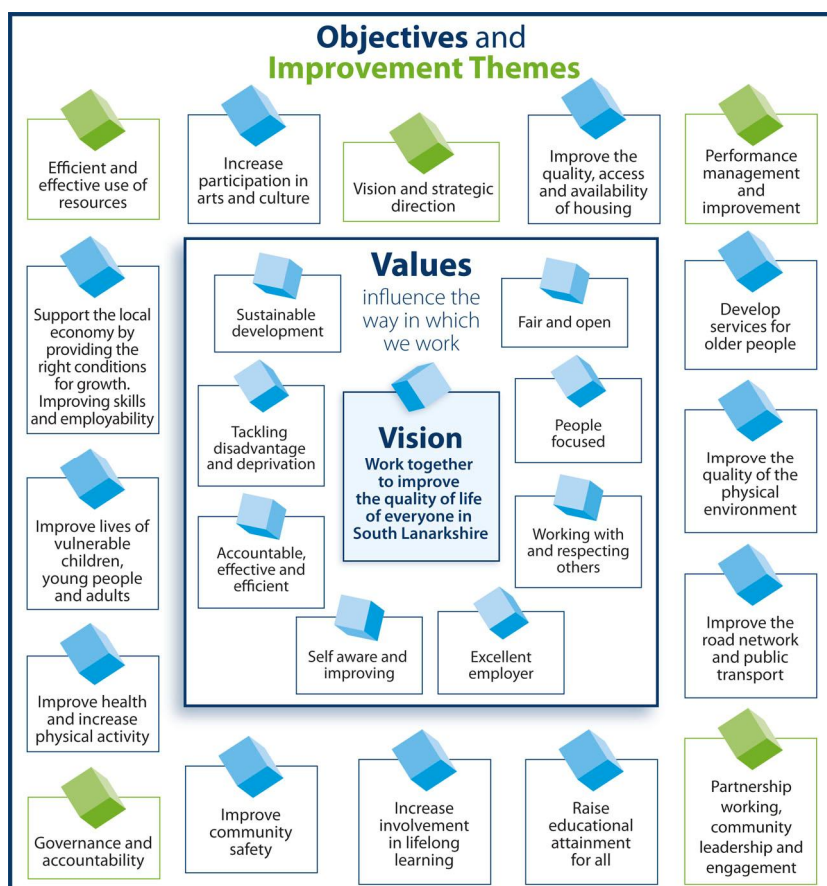 Objectives and
Improvement Themes
Efficient and
effective use of
resources
Increase
participation in
arts and culture
Vision and strategic
direction
Improve the
quality, access
and availability
of housing
Performance
management
and
improvement
Support the local
economy by
providing the
right conditions
for growth.
Improving skills
and employability
Values
influence the
way in which
we work
Sustainable
development
Fair and open
Develop
services for
older people
Tackling
disadvantage
and deprivation
Vision
Work together
to improve
the quality of life
of everyone in
South Lanarkshire
People
focused
Improve the
quality of the
physical
environment
Improve lives of
vulnerable
children,
young people
and adults
Accountable,
effective and
efficient
Working with
and respecting
others
Self aware and
improving
Excellent
employer
Improve the
road network
and public
transport
Improve health
and increase
physical activity
Governance and
accountability
Improve
community
safety
Increase
involvement
in lifelong
learning
Raise
educational
attainment
for all
Partnership
working,
community
leadership and
engagement